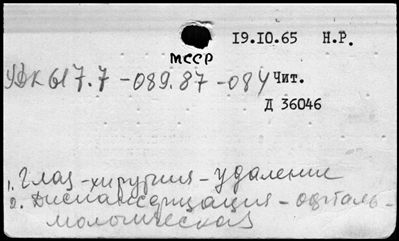 19.10.65 Н.Р.
МССР
УДК 617.7-089.87-084 Чит.
Д 36046
1. Глаз - хирургия - удаление
2. Диспансеризация - офталь-
мологическая